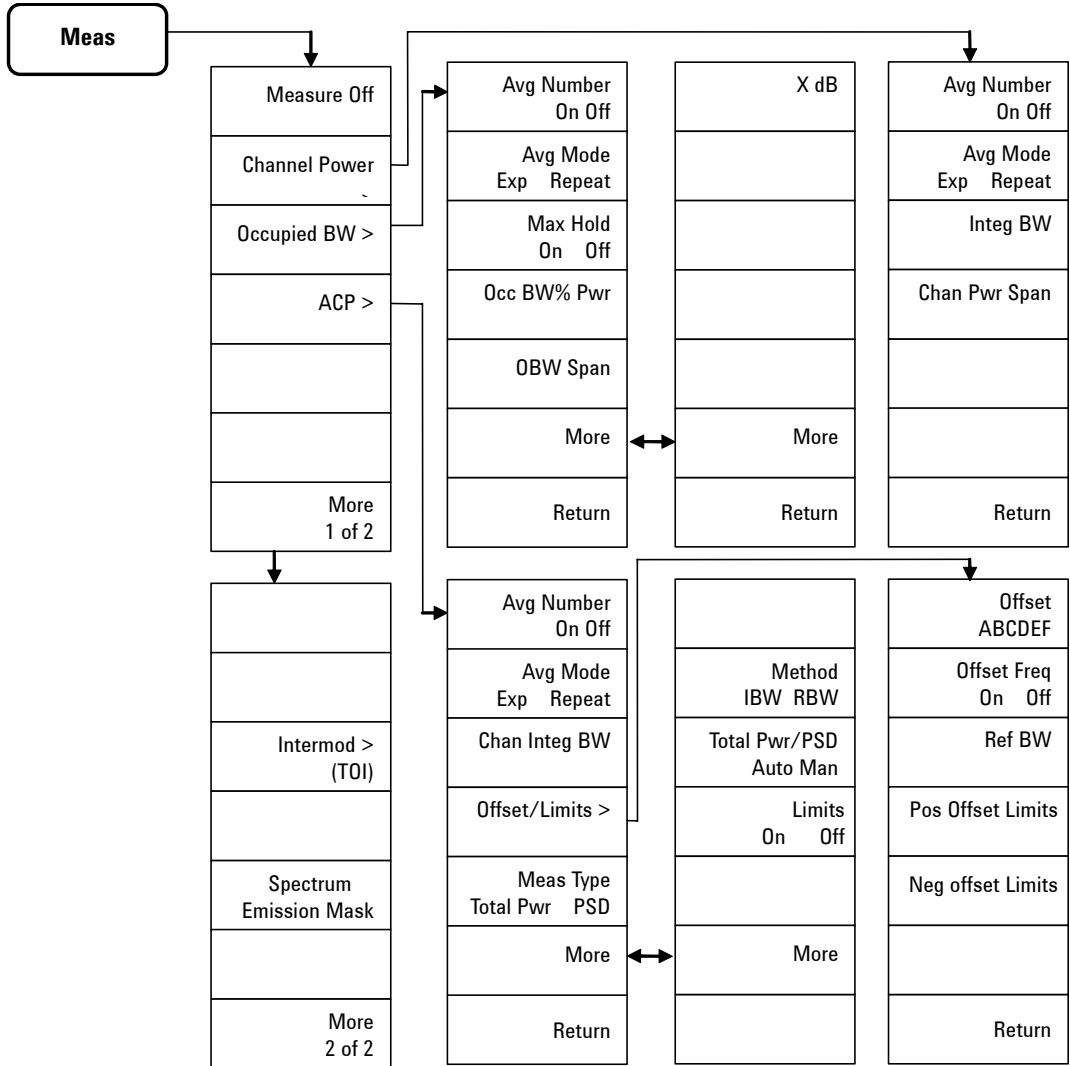 Meas
Measure Off
Channel Power
`
Occupied BW >
ACP >
More
1 of 2
Avg Number
On Off
Avg Mode
Exp Repeat
Max Hold
On Off
Occ BW% Pwr
OBW Span
More
Return
X dB
More
Return
Avg Number
On Off
Avg Mode
Exp Repeat
Integ BW
Chan Pwr Span
Return
Intermod >
(TOI)
Spectrum
Emission Mask
More
2 of 2
Avg Number
On Off
Avg Mode
Exp Repeat
Chan Integ BW
Offset/Limits >
Meas Type
Total Pwr PSD
More
Return
Method
IBW RBW
Total Pwr/PSD
Auto Man
Limits
On Off
More
Offset
ABCDEF
Offset Freq
On Off
Ref BW
Pos Offset Limits
Neg offset Limits
Return